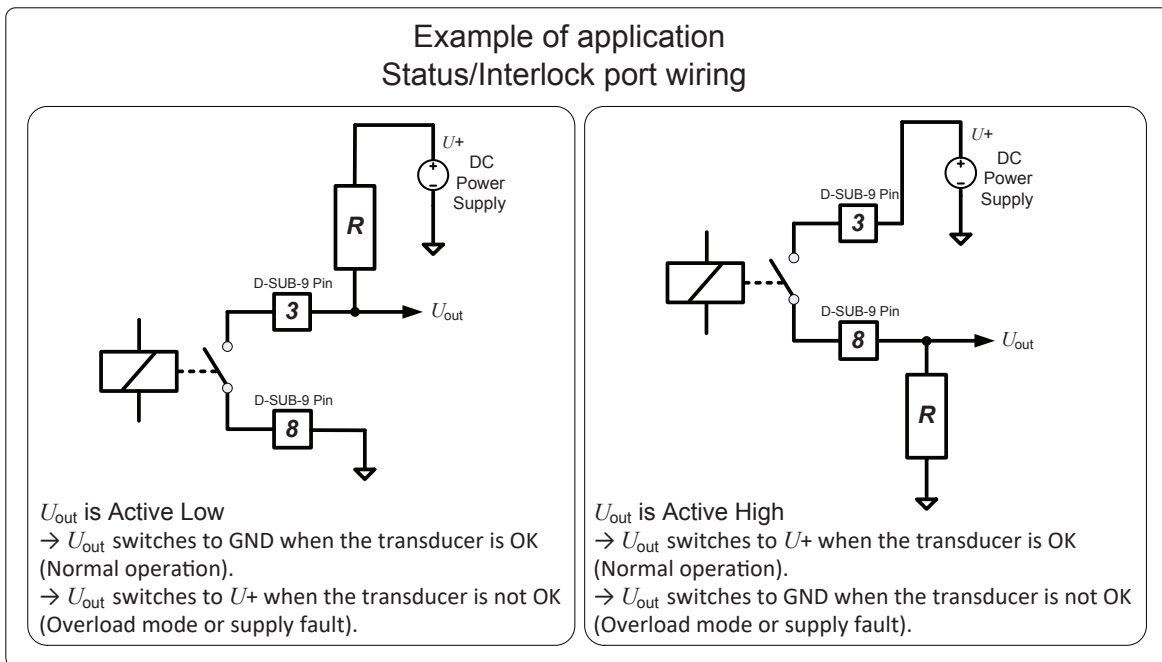 Example of application
Status/Interlock port wiring
U+
DC
Power
Supply
R
D-SUB-9 Pin
3
Uout
D-SUB-9 Pin
8
Uout is Active Low
→ Uout switches to GND when the transducer is OK
(Normal operation).
→ Uout switches to U+ when the transducer is not OK
(Overload mode or supply fault).
U+
DC
Power
Supply
D-SUB-9 Pin
3
D-SUB-9 Pin
8
Uout
R
Uout is Active High
→ Uout switches to U+ when the transducer is OK
(Normal operation).
→ Uout switches to GND when the transducer is not OK
(Overload mode or supply fault).